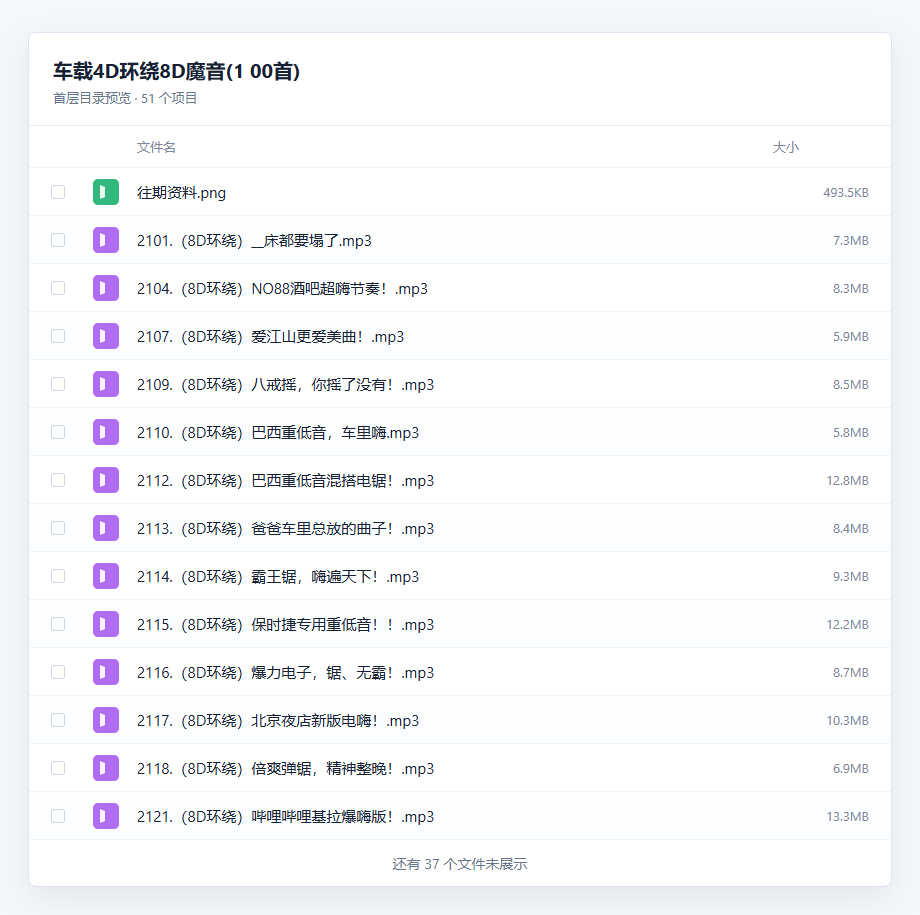 车载4D环绕8D魔音(1 00首)
首层目录预览 · 51 个项目
文件名 大小
往期资料.png 493.5KB
2101.（8D环绕）__床都要塌了.mp3 7.3MB
2104.（8D环绕）NO88酒吧超嗨节奏！.mp3 8.3MB
2107.（8D环绕）爱江山更爱美曲！.mp3 5.9MB
2109.（8D环绕）八戒摇，你摇了没有！.mp3 8.5MB
2110.（8D环绕）巴西重低音，车里嗨.mp3 5.8MB
2112.（8D环绕）巴西重低音混搭电锯！.mp3 12.8MB
2113.（8D环绕）爸爸车里总放的曲子！.mp3 8.4MB
2114.（8D环绕）霸王锯，嗨遍天下！.mp3 9.3MB
2115.（8D环绕）保时捷专用重低音！！.mp3 12.2MB
2116.（8D环绕）爆力电子，锯、无霸！.mp3 8.7MB
2117.（8D环绕）北京夜店新版电嗨！.mp3 10.3MB
2118.（8D环绕）倍爽弹锯，精神整晚！.mp3 6.9MB
2121.（8D环绕）哔哩哔哩基拉爆嗨版！.mp3 13.3MB
还有 37 个文件未展示